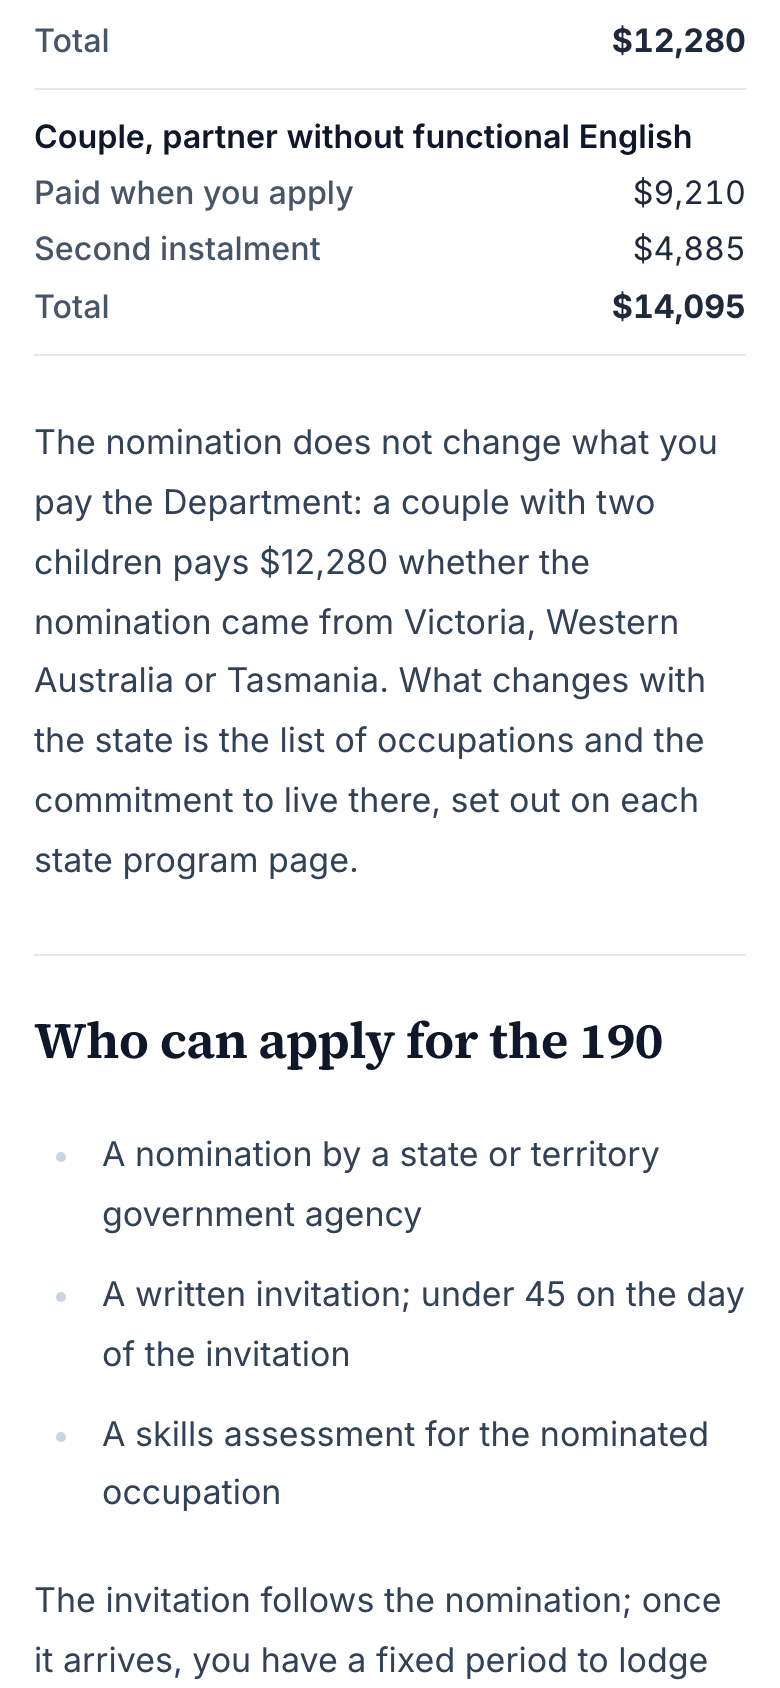 Total $12,280
Couple, partner without functional English
Paid when you apply $9,210
Second instalment $4,885
Total $14,095
The nomination does not change what you
pay the Department: a couple with two
children pays $12,280 whether the
nomination came from Victoria, Western
Australia or Tasmania. What changes with
the state is the list of occupations and the
commitment to live there, set out on each
state program page.
Who can apply for the 190
• A nomination by a state or territory
government agency
• A written invitation; under 45 on the day
of the invitation
• A skills assessment for the nominated
occupation
The invitation follows the nomination; once
it arrives, you have a fixed period to lodge